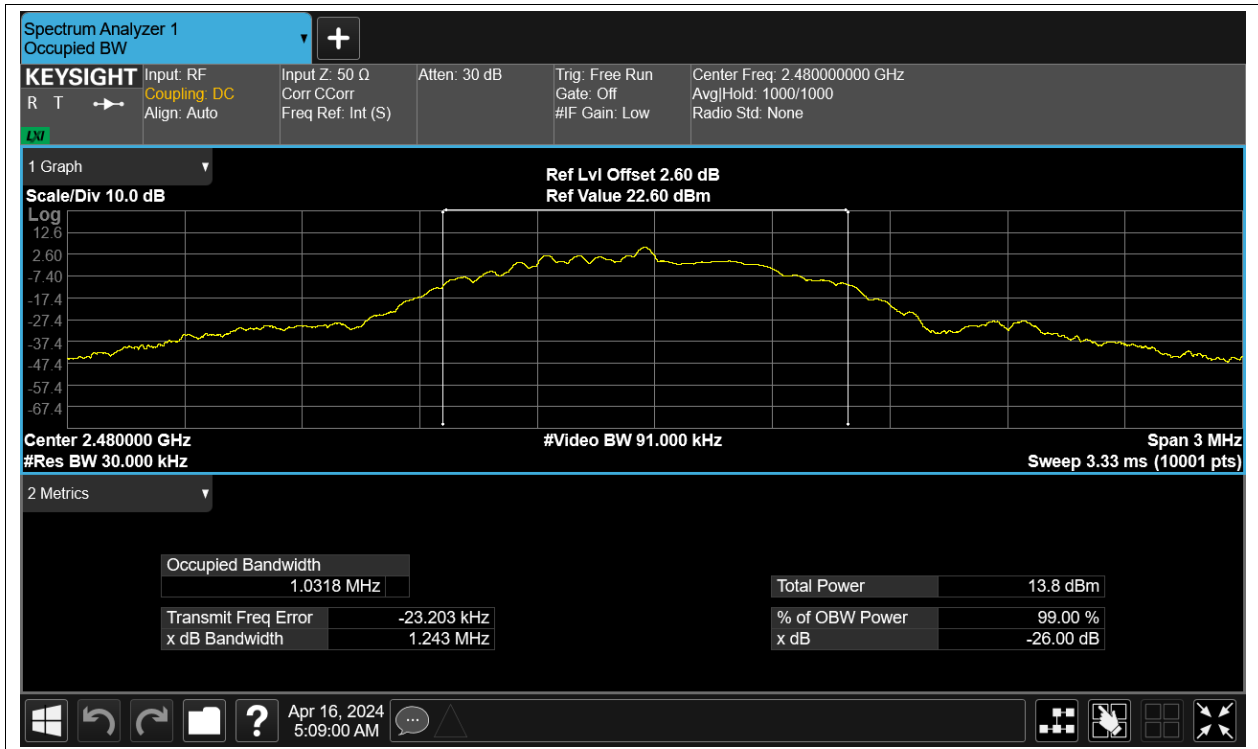 Spectrum Analyzer 1
Occupied BW
KEYSIGHT
R T
LXI
Input: RF
Coupling: DC
Align: Auto
Input Z: 50 Ω
Corr CCorr
Freq Ref: Int (S)
Atten: 30 dB
Trig: Free Run
Gate: Off
#IF Gain: Low
Center Freq: 2.480000000 GHz
Avg|Hold: 1000/1000
Radio Std: None
1 Graph
Scale/Div 10.0 dB
Ref Lvl Offset 2.60 dB
Ref Value 22.60 dBm
Log
12.6
2.60
-7.40
-17.4
-27.4
-37.4
-47.4
-57.4
-67.4
Center 2.480000 GHz
#Video BW 91.000 kHz
Span 3 MHz
#Res BW 30.000 kHz
Sweep 3.33 ms (10001 pts)
2 Metrics
Occupied Bandwidth
1.0318 MHz
Transmit Freq Error -23.203 kHz
x dB Bandwidth 1.243 MHz
Total Power 13.8 dBm
% of OBW Power 99.00 %
x dB -26.00 dB
?
Apr 16, 2024
5:09:00 AM